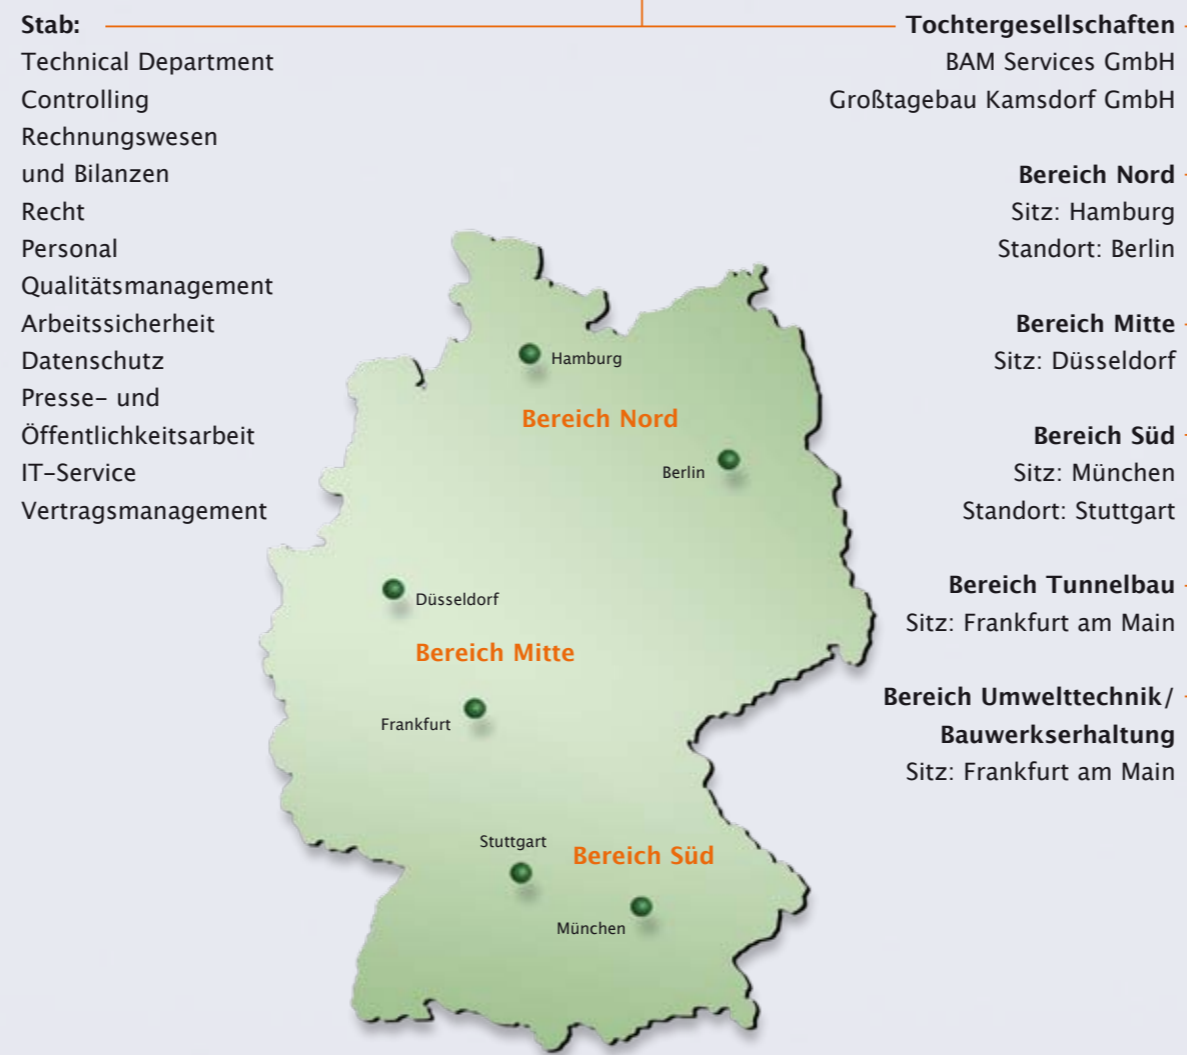 Stab:
Technical Department
Controlling
Rechnungswesen
und Bilanzen
Recht
Personal
Qualitätsmanagement
Arbeitssicherheit
Datenschutz
Presse- und
Öffentlichkeitsarbeit
IT-Service
Vertragsmanagement
Tochtergesellschaften
BAM Services GmbH
Großtagebau Kamsdorf GmbH
Bereich Nord
Sitz: Hamburg
Standort: Berlin
Bereich Mitte
Sitz: Düsseldorf
Bereich Süd
Sitz: München
Standort: Stuttgart
Bereich Tunnelbau
Sitz: Frankfurt am Main
Bereich Umwelttechnik/
Bauwerkserhaltung
Sitz: Frankfurt am Main
Hamburg
Bereich Nord
Berlin
Düsseldorf
Bereich Mitte
Frankfurt
Stuttgart
Bereich Süd
München